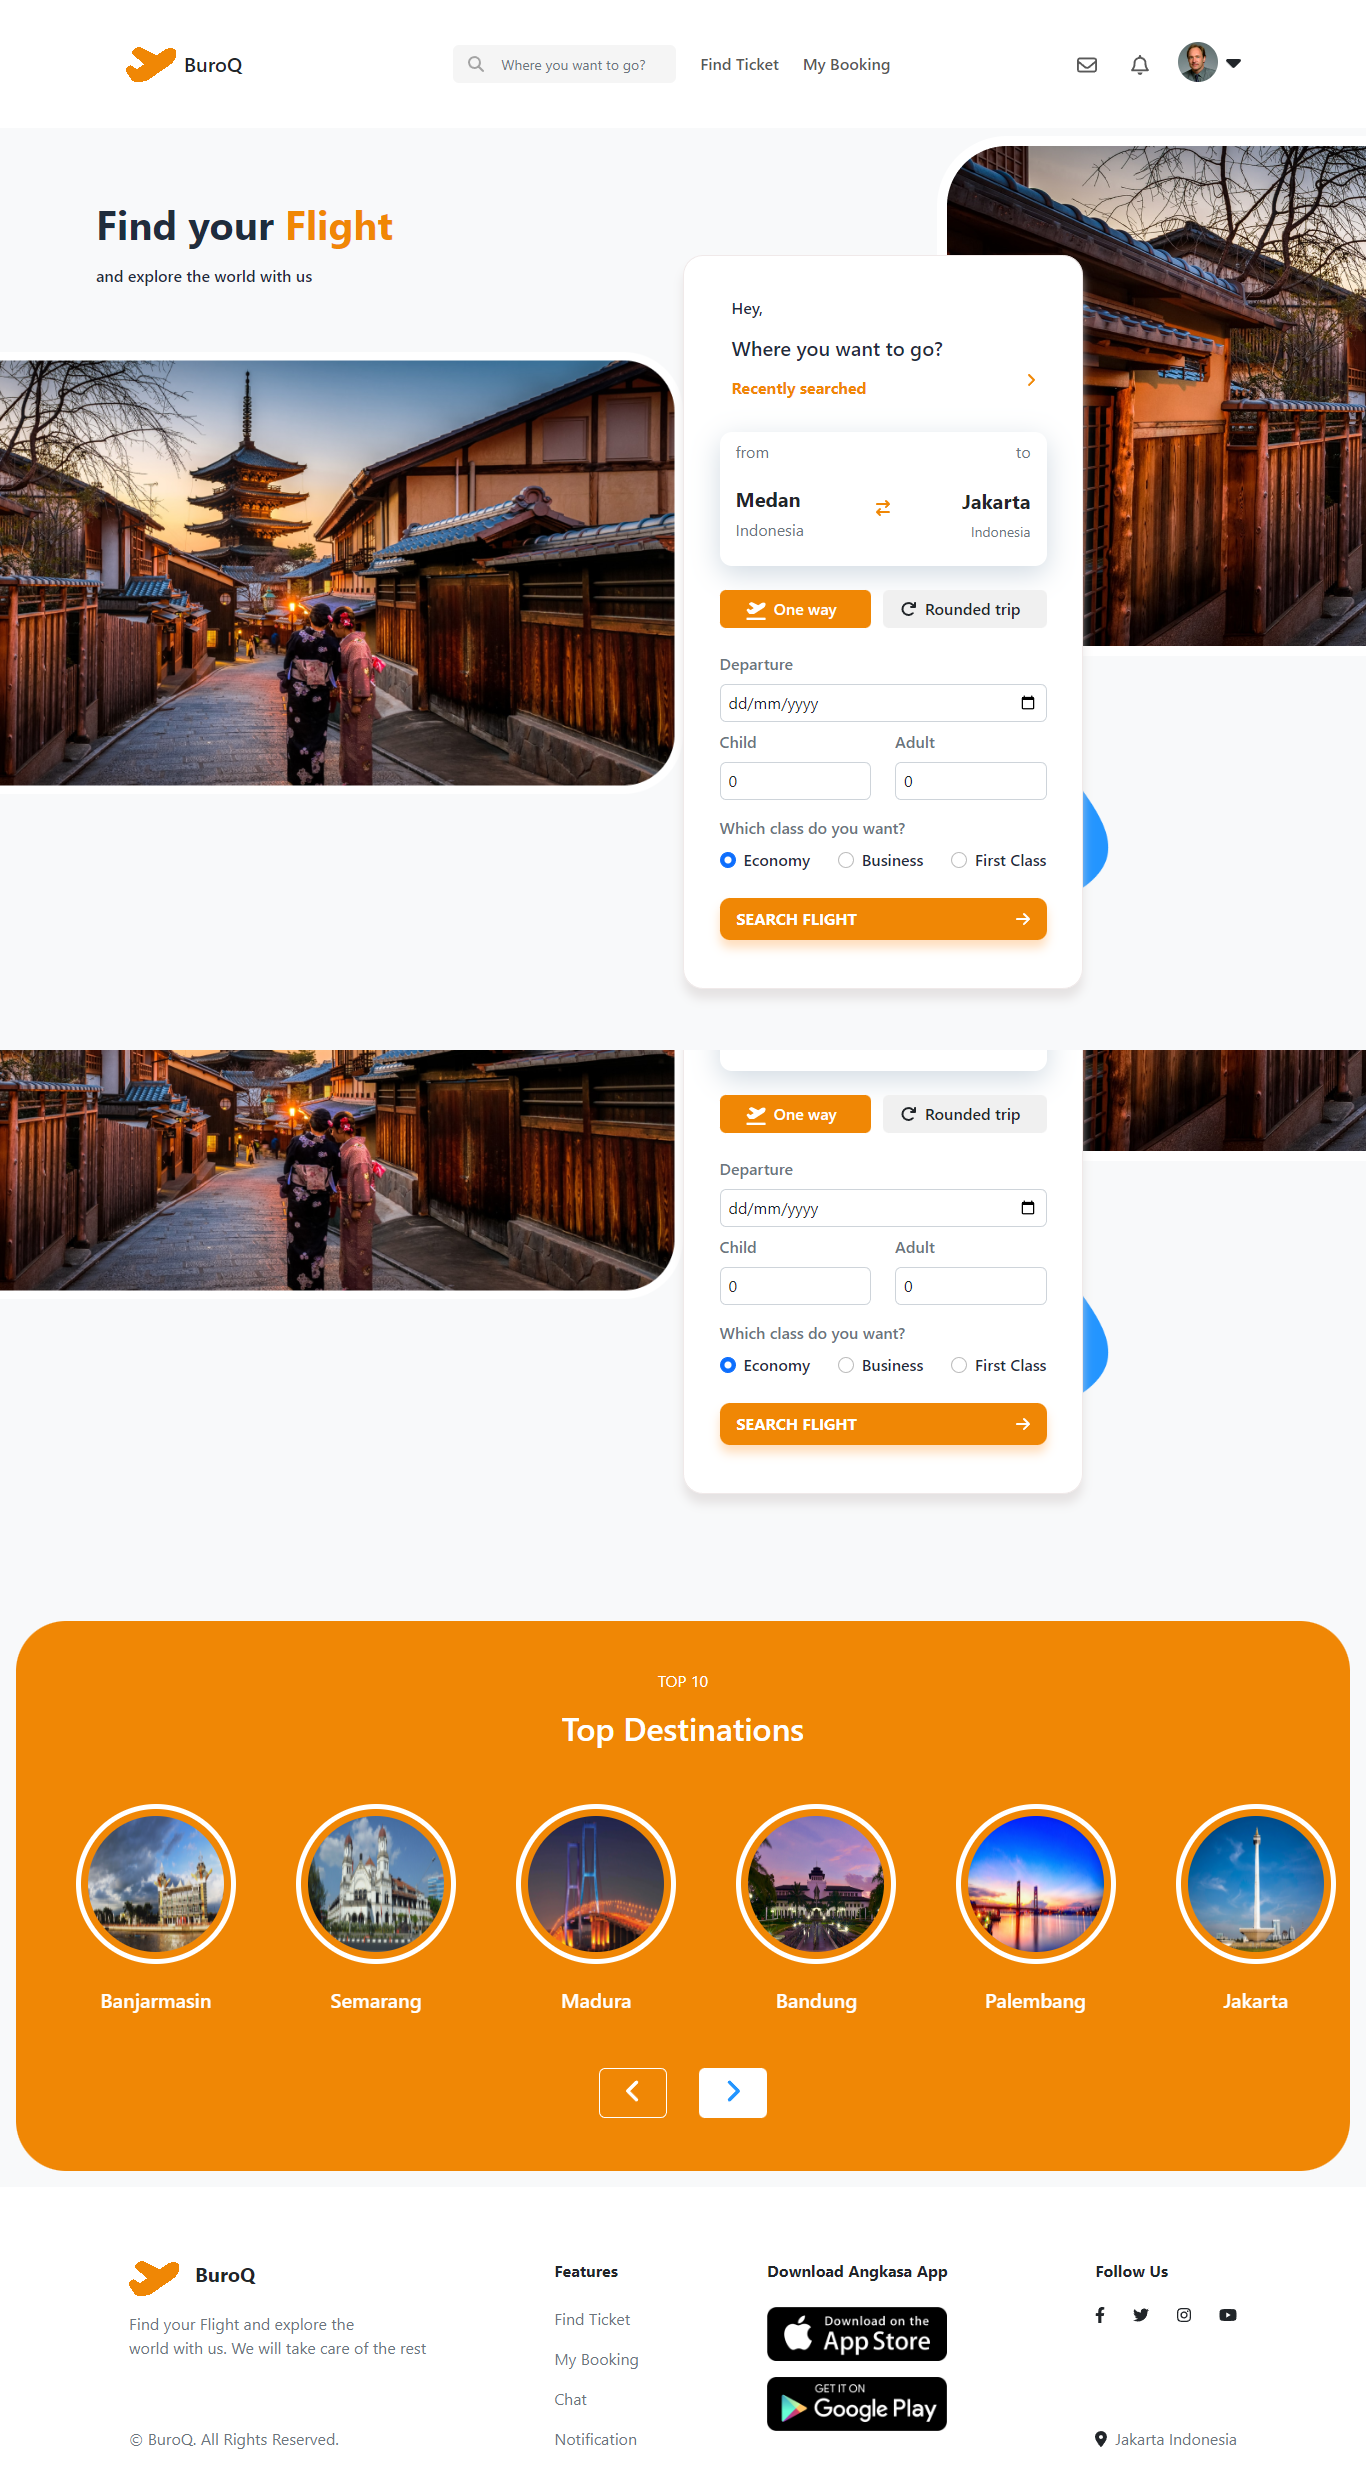 BuroQ
Where you want to go?
Find Ticket
My Booking
Find your Flight
and explore the world with us
Hey,
Where you want to go?
Recently searched
from
to
Medan
Jakarta
Indonesia
Indonesia
One way
Rounded trip
Departure
dd/mm/yyyy
Child
Adult
0
0
Which class do you want?
Economy
Business
First Class
SEARCH FLIGHT
One way
Rounded trip
Departure
dd/mm/yyyy
Child
Adult
0
0
Which class do you want?
Economy
Business
First Class
SEARCH FLIGHT
TOP 10
Top Destinations
Banjarmasin
Semarang
Madura
Bandung
Palembang
Jakarta
BuroQ
Find your Flight and explore the
world with us. We will take care of the rest
© BuroQ. All Rights Reserved.
Features
Find Ticket
My Booking
Chat
Notification
Download Angkasa App
Download on the
App Store
GET IT ON
Google Play
Follow Us
Jakarta Indonesia